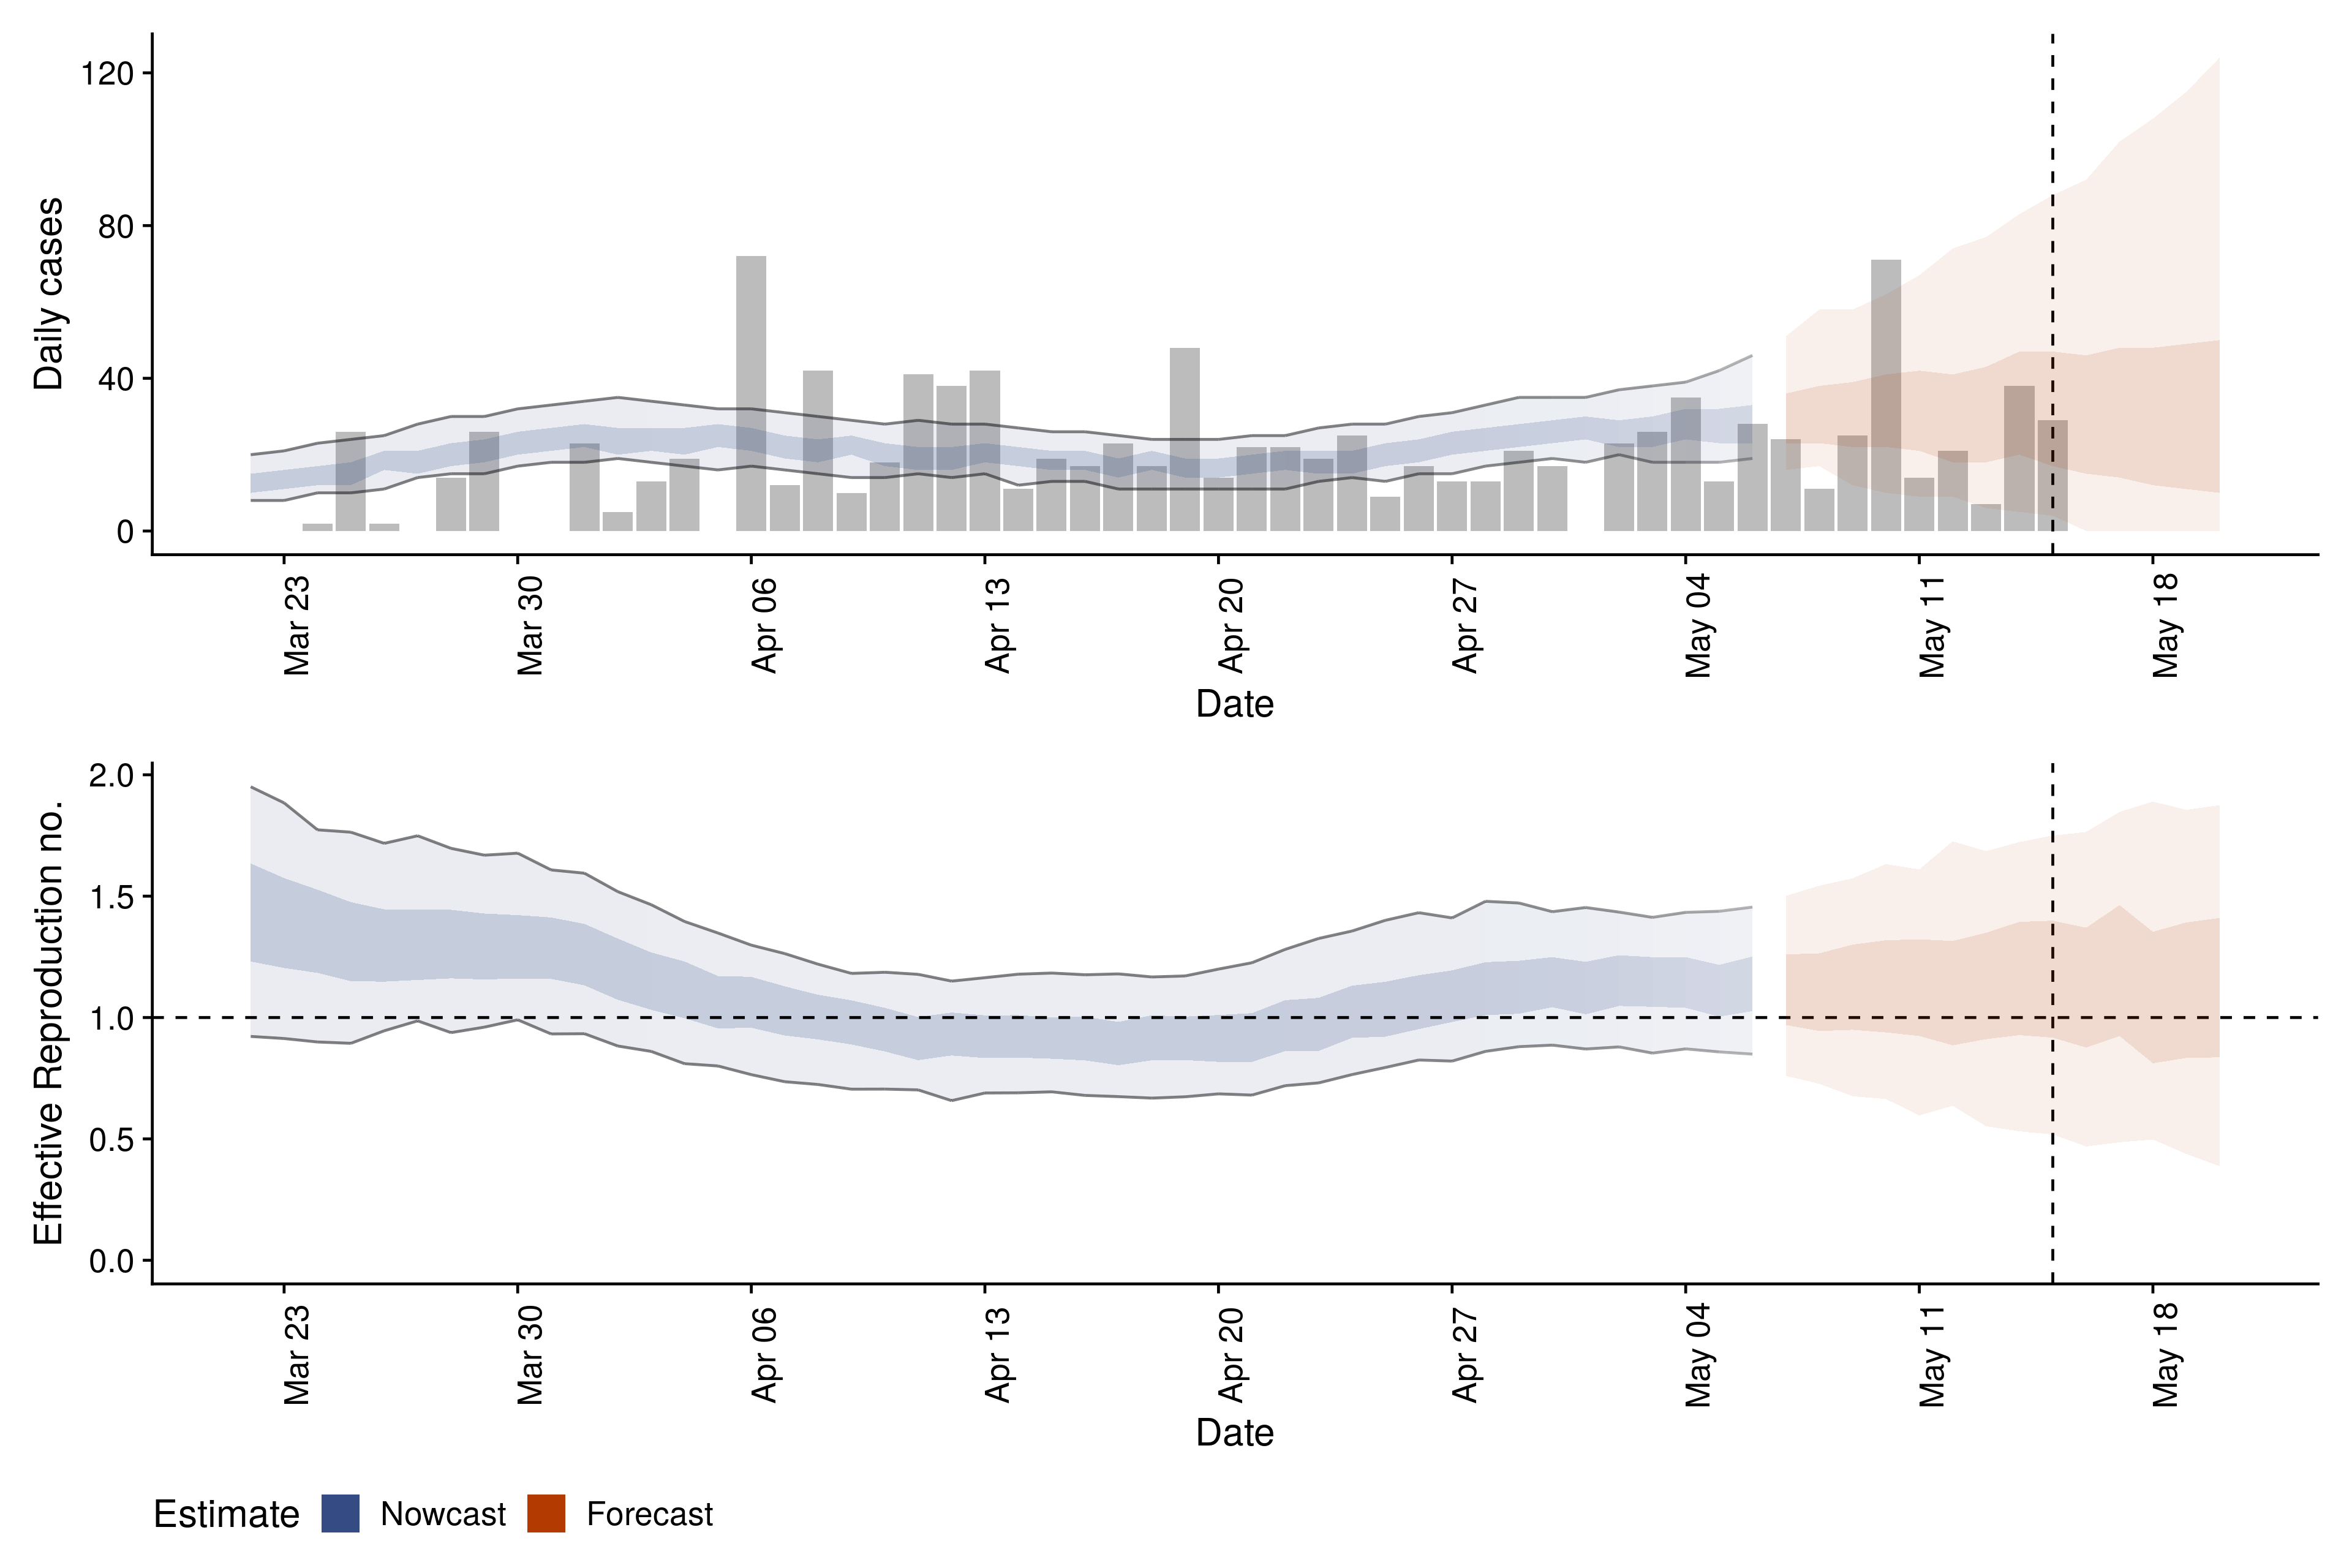 Daily cases
120
80
40
0
Mar 23
Mar 30
Apr 06
Apr 13
Apr 20
Apr 27
May 04
May 11
May 18
Date
Effective Reproduction no.
2.0
1.5
1.0
0.5
0.0
Mar 23
Mar 30
Apr 06
Apr 13
Apr 20
Apr 27
May 04
May 11
May 18
Date
Estimate Nowcast Forecast